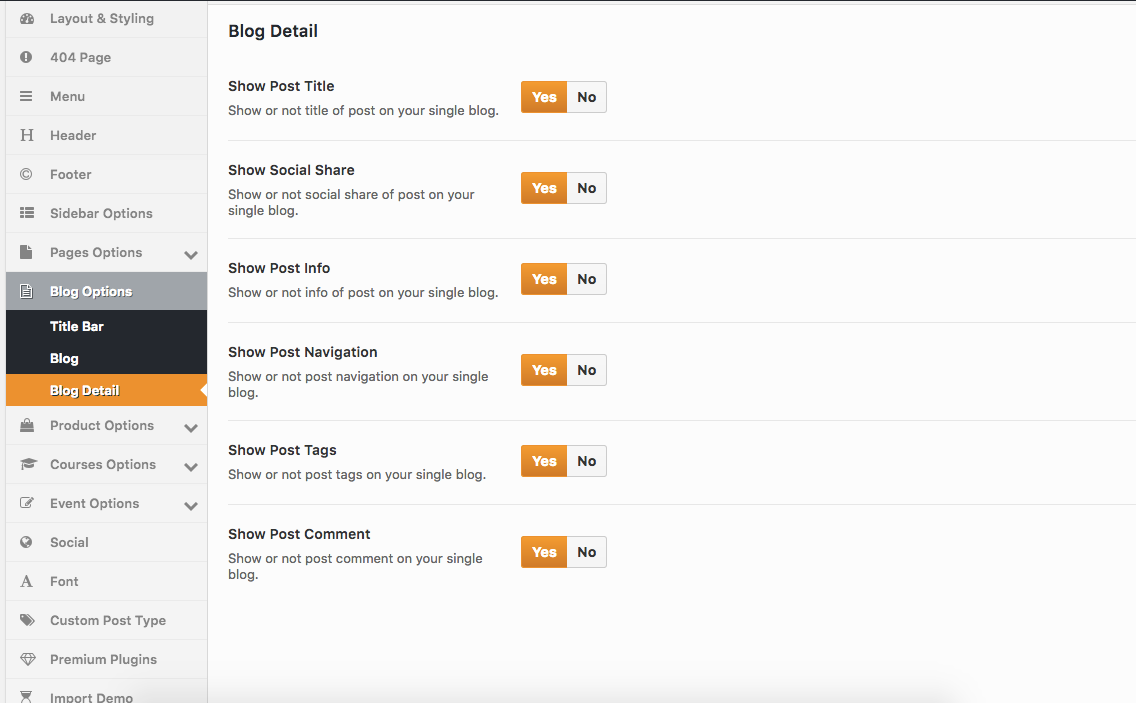 Layout & Styling
404 Page
Menu
Header
Footer
Sidebar Options
Pages Options
Blog Options
Title Bar
Blog
Blog Detail
Product Options
Courses Options
Event Options
Social
Font
Custom Post Type
Premium Plugins
Import Demo
Blog Detail
Show Post Title
Show or not title of post on your single blog.
Yes No
Show Social Share
Show or not social share of post on your
single blog.
Yes No
Show Post Info
Show or not info of post on your single blog.
Yes No
Show Post Navigation
Show or not post navigation on your single
blog.
Yes No
Show Post Tags
Show or not post tags on your single blog.
Yes No
Show Post Comment
Show or not post comment on your single
blog.
Yes No